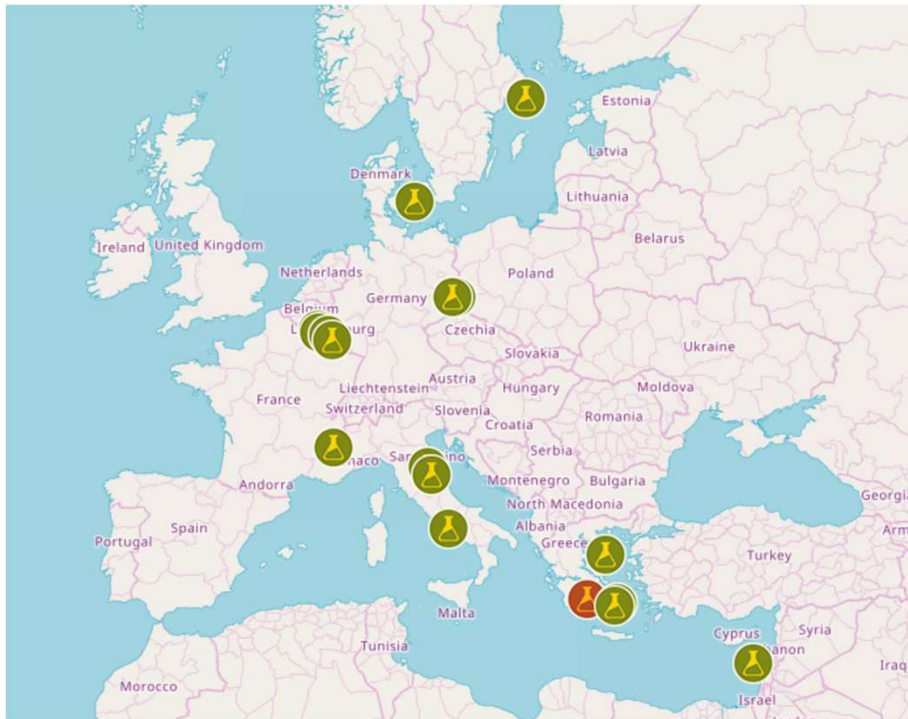 Estonia
Latvia
Denmark
Lithuania
Belarus
Ireland
United Kingdom
Netherlands
Poland
Germany
Belgium
Czechia
Ukraine
Slovakia
Austria
Moldova
Liechtenstein
Hungary
France
Switzerland
Slovenia
Romania
Croatia
Serbia
Andorra
Montenegro
Bulgaria
Georgia
North Macedonia
Spain
Albania
Portugal
Greece
Turkey
Malta
Cyprus
Syria
Tunisia
Iraq
Morocco
Israel